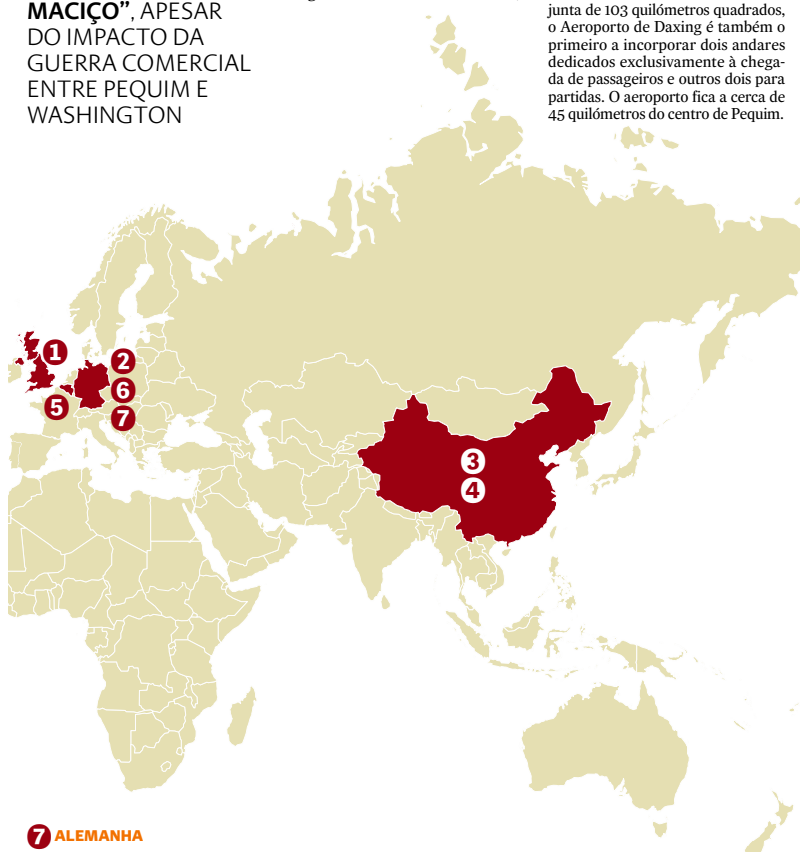 MACIÇO", APESAR
DO IMPACTO DA
GUERRA COMERCIAL
ENTRE PEQUIM E
WASHINGTON
junta de 103 quilómetros quadrados,
o Aeroporto de Daxing é também o
primeiro a incorporar dois andares
dedicados exclusivamente à chega-
da de passageiros e outros dois para
partidas. O aeroporto fica a cerca de
45 quilómetros do centro de Pequim.
1
2
6
5
7
3
4
7 ALEMANHA